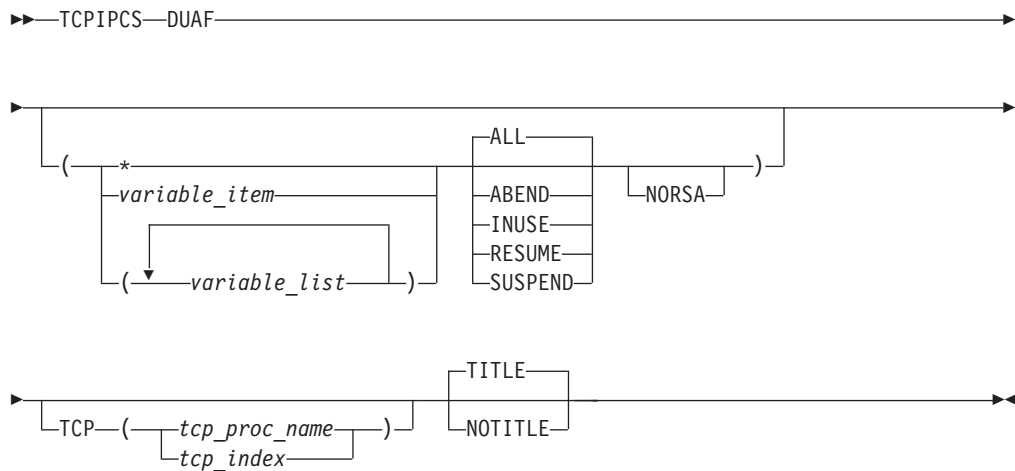 TCPIPCS DUAF
ALL
( * ABEND NORSA )
variable_item INUSE
RESUME
( variable_list ) SUSPEND
TITLE
TCP ( tcp_proc_name ) NOTITLE
tcp_index